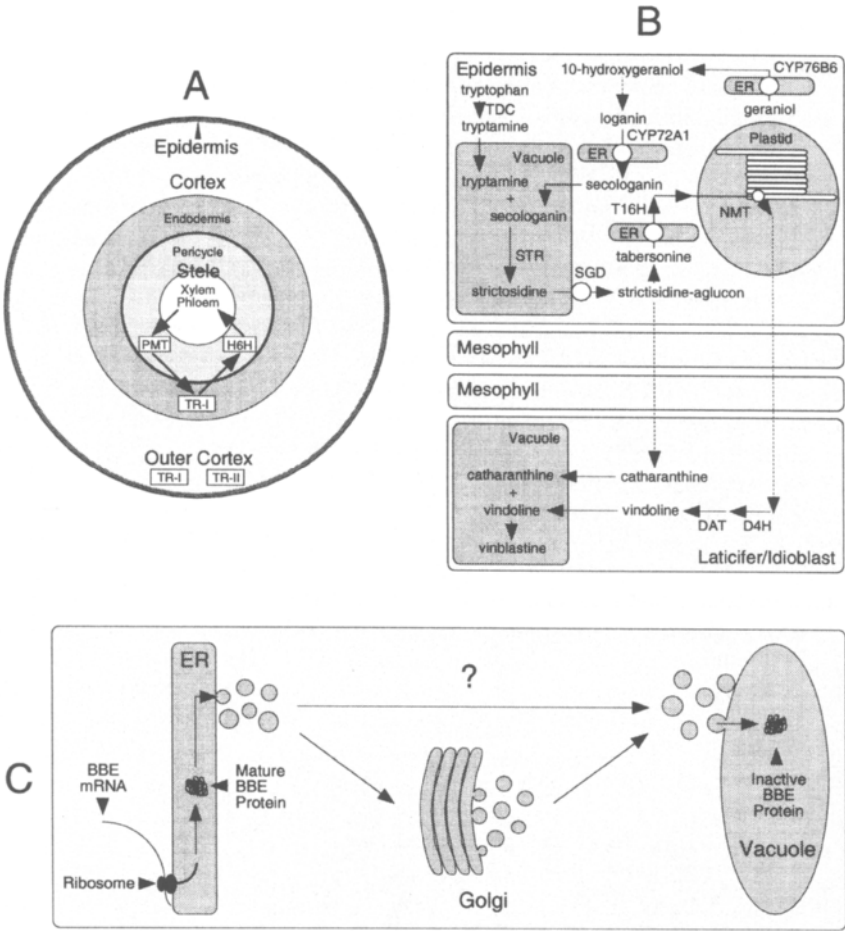 A
Epidermis
Cortex
Endodermis
Pericycle
Stele
Xylem
Phloem
PMT
H6H
TR-I
Outer Cortex
TR-I
TR-II
B
Epidermis
tryptophan
TDC
tryptamine
10-hydroxygeraniol
CYP76B6
ER
geraniol
loganin
CYP72A1
ER
Plastid
Vacuole
secologanin
tryptamine
+
secologanin
T16H
NMT
ER
STR
tabersonine
SGD
strictosidine
strictisidine-aglucon
Mesophyll
Mesophyll
Vacuole
catharanthine
catharanthine
+
vindoline
vindoline
DAT
D4H
vinblastine
Laticifer/Idioblast
C
ER
?
BBE
mRNA
Mature
BBE
Protein
Ribosome
Golgi
Inactive
BBE
Protein
Vacuole